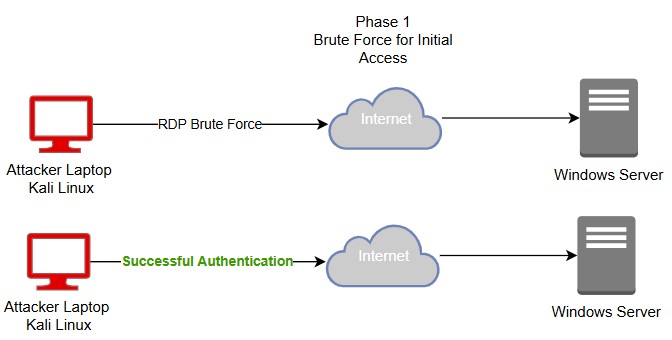 Phase 1
Brute Force for Initial
Access
RDP Brute Force
Internet
Attacker Laptop
Kali Linux
Windows Server
Successful Authentication
Internet
Attacker Laptop
Kali Linux
Windows Server